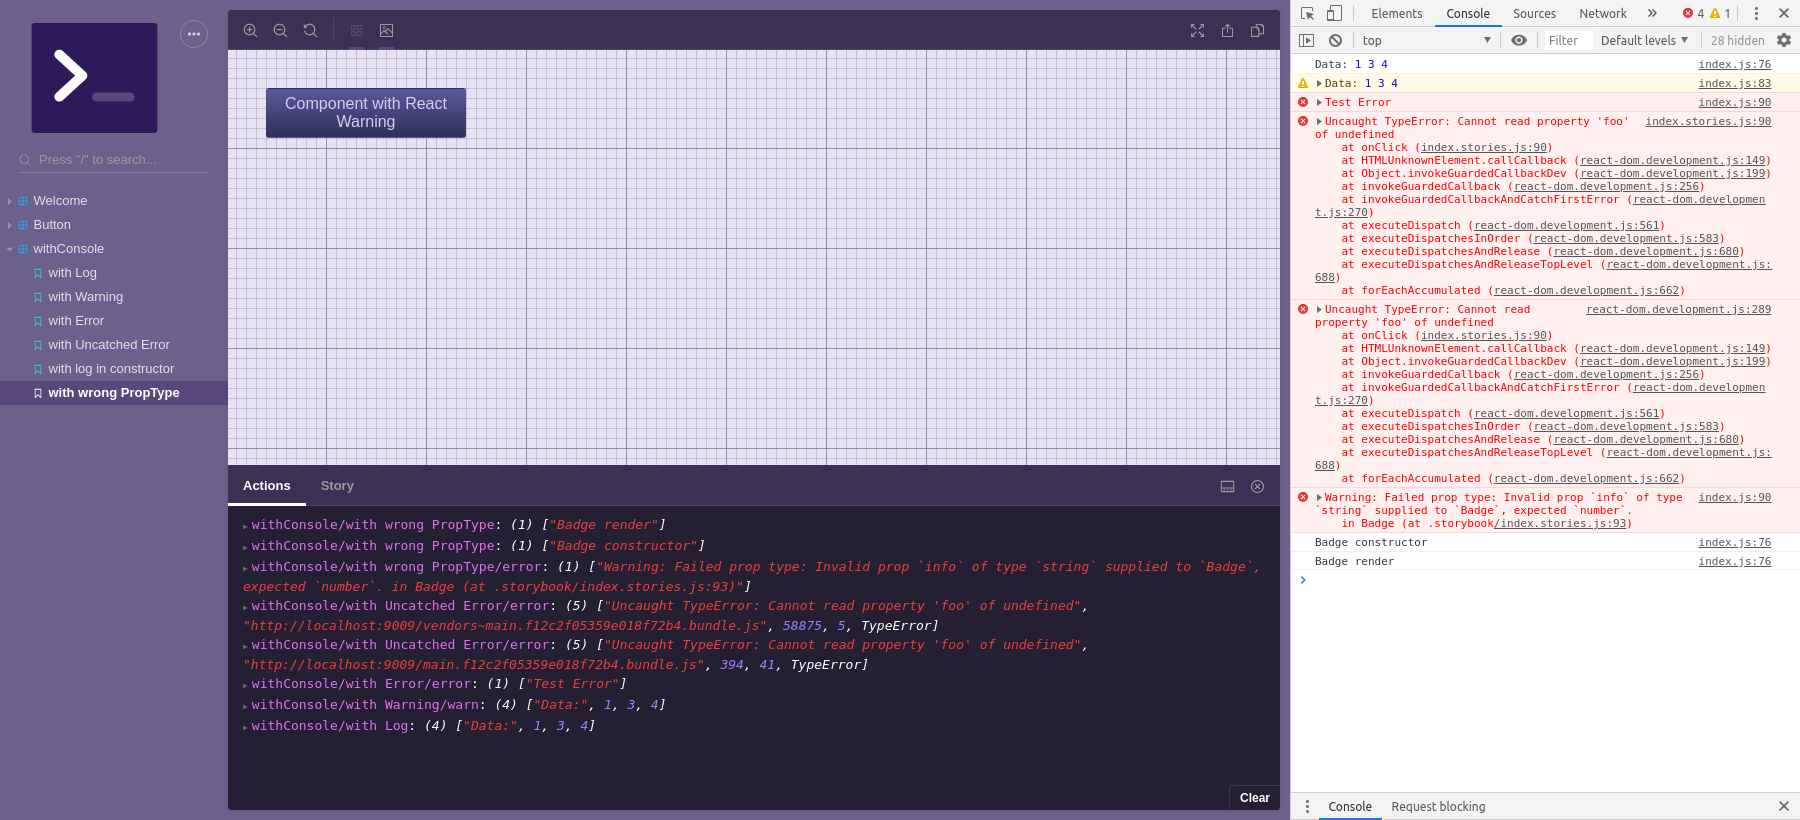 Press "/" to search...
Welcome
Button
withConsole
with Log
with Warning
with Error
with Uncatched Error
with log in constructor
with wrong PropType
Component with React
Warning
Actions
Story
withConsole/with wrong PropType: (1) ["Badge render"]
withConsole/with wrong PropType: (1) ["Badge constructor"]
withConsole/with wrong PropType/error: (1) ["Warning: Failed prop type: Invalid prop `info` of type `string` supplied to `Badge`,
expected `number`. in Badge (at .storybook/index.stories.js:93)"]
withConsole/with Uncatched Error/error: (5) ["Uncaught TypeError: Cannot read property 'foo' of undefined",
"http://localhost:9009/vendors~main.f12c2f05359e018f72b4.bundle.js", 58875, 5, TypeError]
withConsole/with Uncatched Error/error: (5) ["Uncaught TypeError: Cannot read property 'foo' of undefined",
"http://localhost:9009/main.f12c2f05359e018f72b4.bundle.js", 394, 41, TypeError]
withConsole/with Error/error: (1) ["Test Error"]
withConsole/with Warning/warn: (4) ["Data:", 1, 3, 4]
withConsole/with Log: (4) ["Data:", 1, 3, 4]
Clear
Elements Console Sources Network 4 1
top Filter Default levels 28 hidden
Data: 1 3 4 index.js:76
Data: 1 3 4 index.js:83
Test Error index.js:90
Uncaught TypeError: Cannot read property 'foo' index.stories.js:90
of undefined
at onClick (index.stories.js:90)
at HTMLUnknownElement.callCallback (react-dom.development.js:149)
at Object.invokeGuardedCallbackDev (react-dom.development.js:199)
at invokeGuardedCallback (react-dom.development.js:256)
at invokeGuardedCallbackAndCatchFirstError (react-dom.developmen
t.js:270)
at executeDispatch (react-dom.development.js:561)
at executeDispatchesInOrder (react-dom.development.js:583)
at executeDispatchesAndRelease (react-dom.development.js:680)
at executeDispatchesAndReleaseTopLevel (react-dom.development.js:
688)
at forEachAccumulated (react-dom.development.js:662)
Uncaught TypeError: Cannot read react-dom.development.js:289
property 'foo' of undefined
at onClick (index.stories.js:90)
at HTMLUnknownElement.callCallback (react-dom.development.js:149)
at Object.invokeGuardedCallbackDev (react-dom.development.js:199)
at invokeGuardedCallback (react-dom.development.js:256)
at invokeGuardedCallbackAndCatchFirstError (react-dom.developmen
t.js:270)
at executeDispatch (react-dom.development.js:561)
at executeDispatchesInOrder (react-dom.development.js:583)
at executeDispatchesAndRelease (react-dom.development.js:680)
at executeDispatchesAndReleaseTopLevel (react-dom.development.js:
688)
at forEachAccumulated (react-dom.development.js:662)
Warning: Failed prop type: Invalid prop `info` of type index.js:90
`string` supplied to `Badge`, expected `number`.
in Badge (at .storybook/index.stories.js:93)
Badge constructor index.js:76
Badge render index.js:76
Console Request blocking